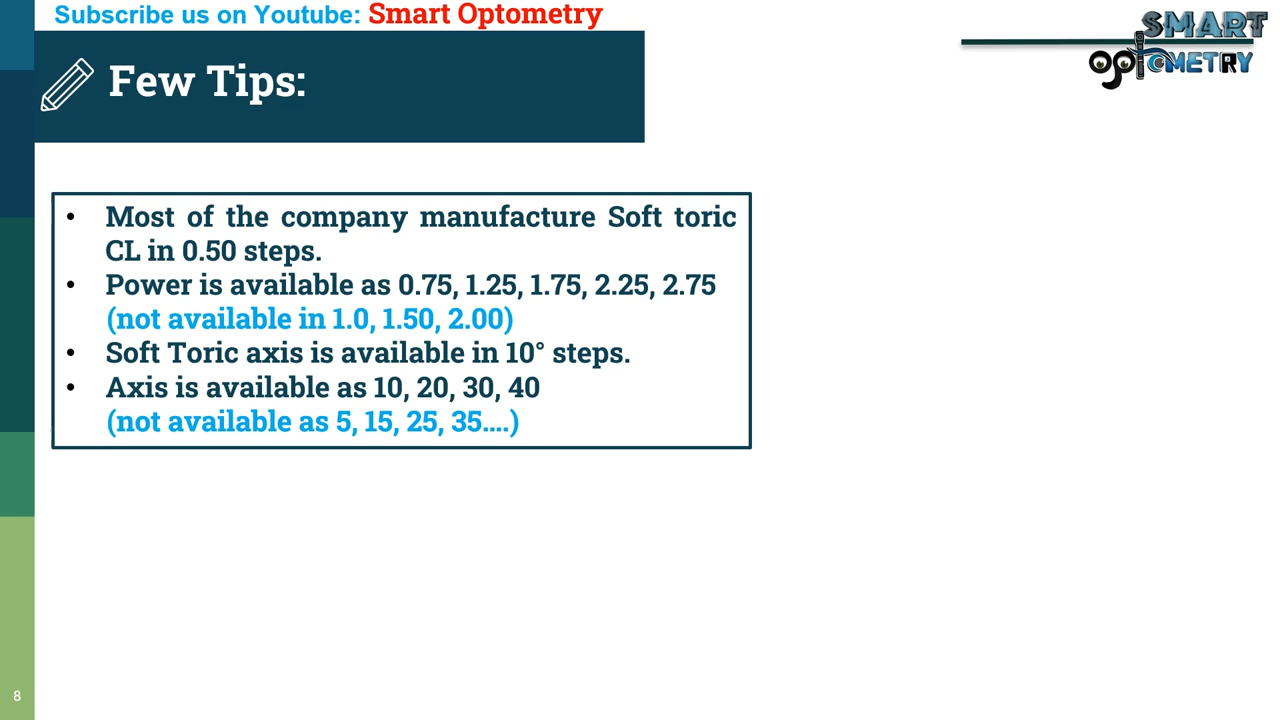 Subscribe us on Youtube: Smart Optometry
SMART
OptOMETRY
Few Tips:
• Most of the company manufacture Soft toric
CL in 0.50 steps.
• Power is available as 0.75, 1.25, 1.75, 2.25, 2.75
(not available in 1.0, 1.50, 2.00)
• Soft Toric axis is available in 10° steps.
• Axis is available as 10, 20, 30, 40
(not available as 5, 15, 25, 35....)
8